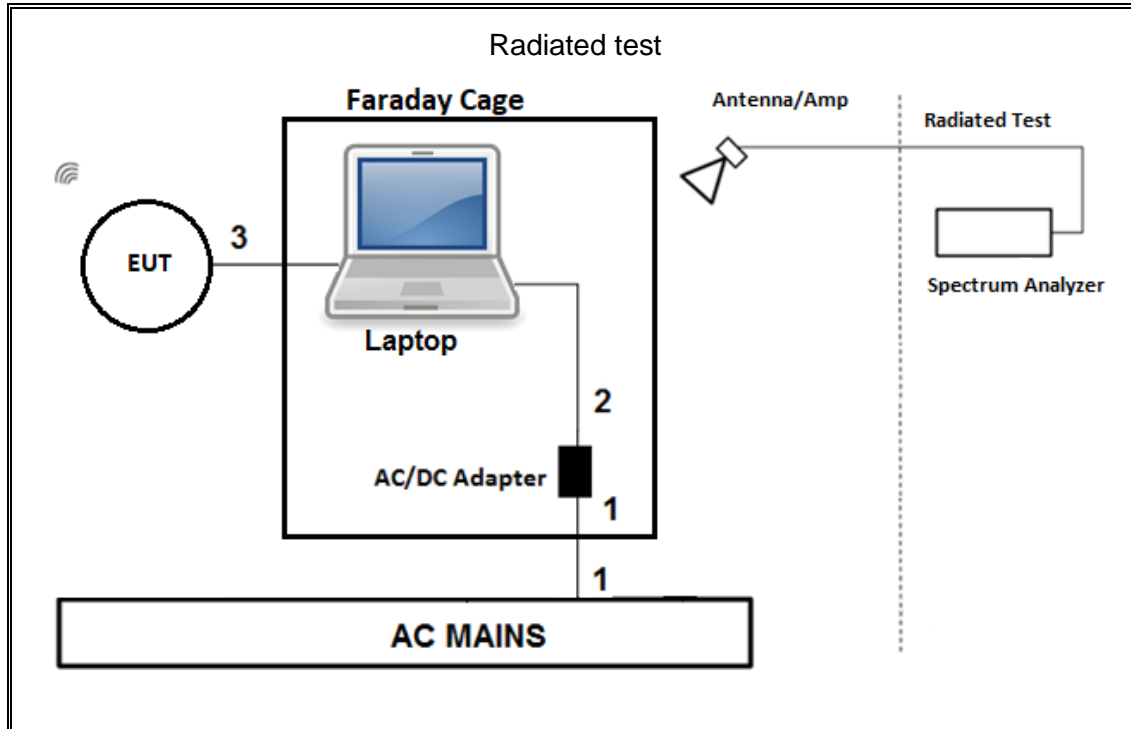 Radiated test
Faraday Cage
Antenna/Amp
Radiated Test
3
EUT
Spectrum Analyzer
Laptop
2
AC/DC Adapter
1
1
AC MAINS